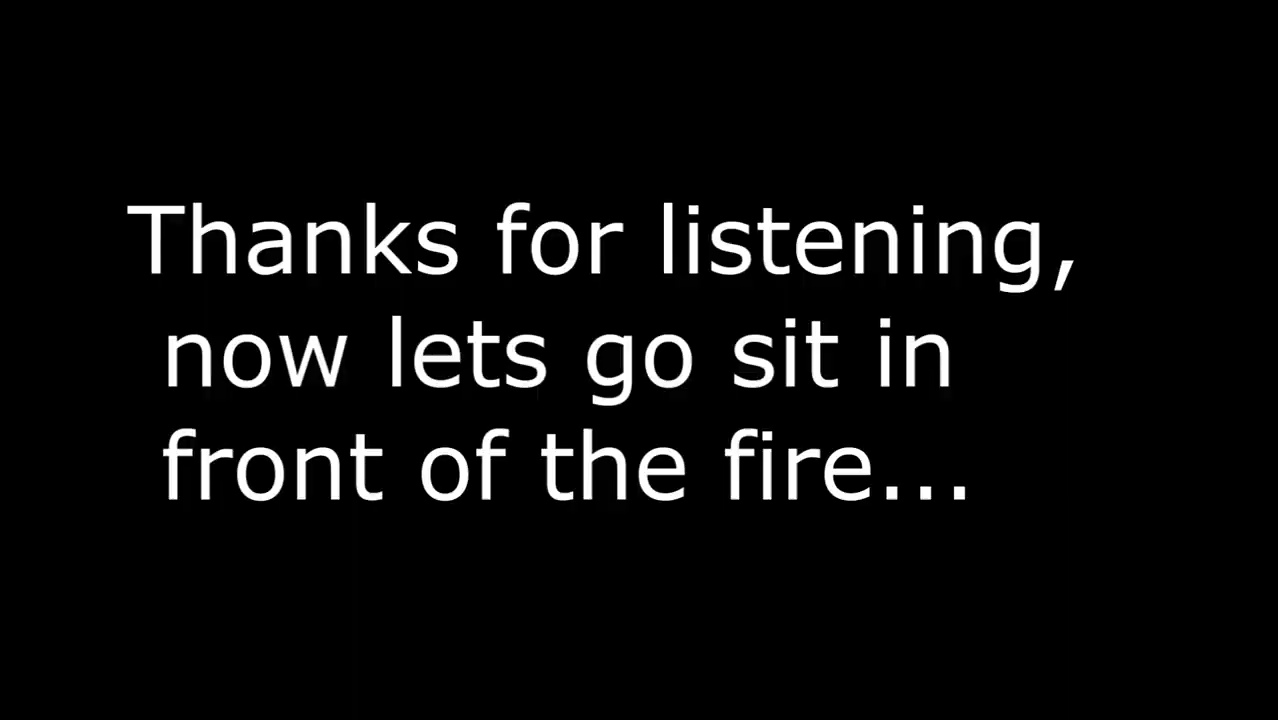 Thanks for listening,
now lets go sit in
front of the fire...